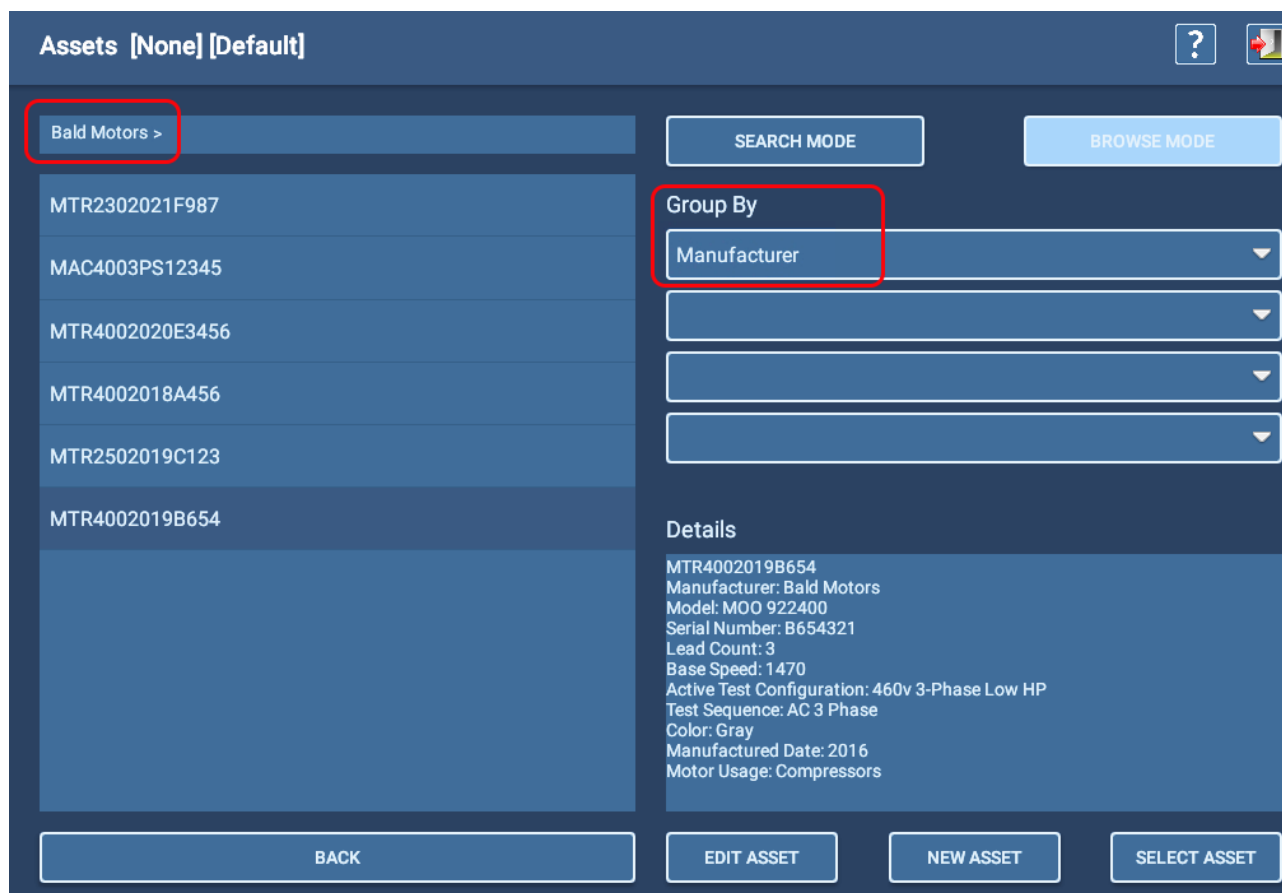 Assets [None] [Default]
?
Bald Motors >
SEARCH MODE
BROWSE MODE
MTR2302021F987
MAC4003PS12345
MTR4002020E3456
MTR4002018A456
MTR2502019C123
MTR4002019B654
Group By
Manufacturer
Details
MTR4002019B654
Manufacturer: Bald Motors
Model: MOO 922400
Serial Number: B654321
Lead Count: 3
Base Speed: 1470
Active Test Configuration: 460v 3-Phase Low HP
Test Sequence: AC 3 Phase
Color: Gray
Manufactured Date: 2016
Motor Usage: Compressors
BACK
EDIT ASSET
NEW ASSET
SELECT ASSET